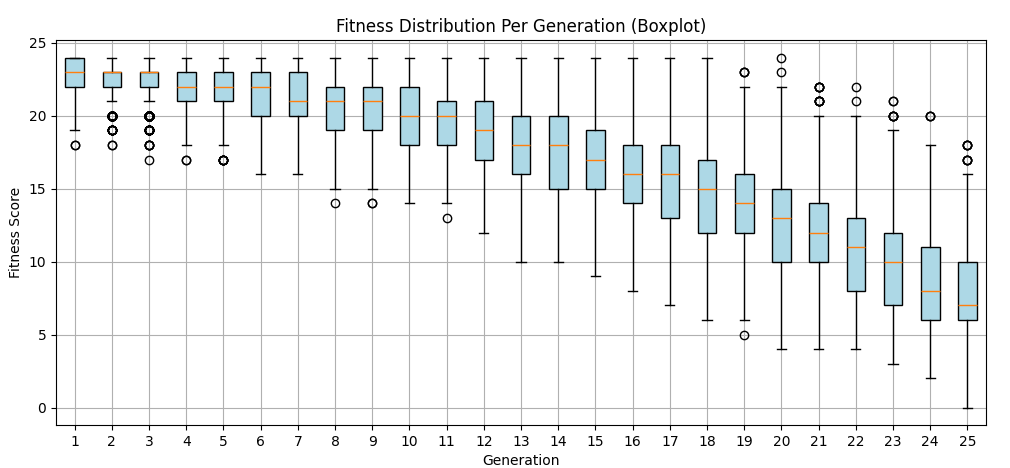 Fitness Distribution Per Generation (Boxplot)
Fitness Score
25
20
15
10
5
0
1 2 3 4 5 6 7 8 9 10 11 12 13 14 15 16 17 18 19 20 21 22 23 24 25
Generation